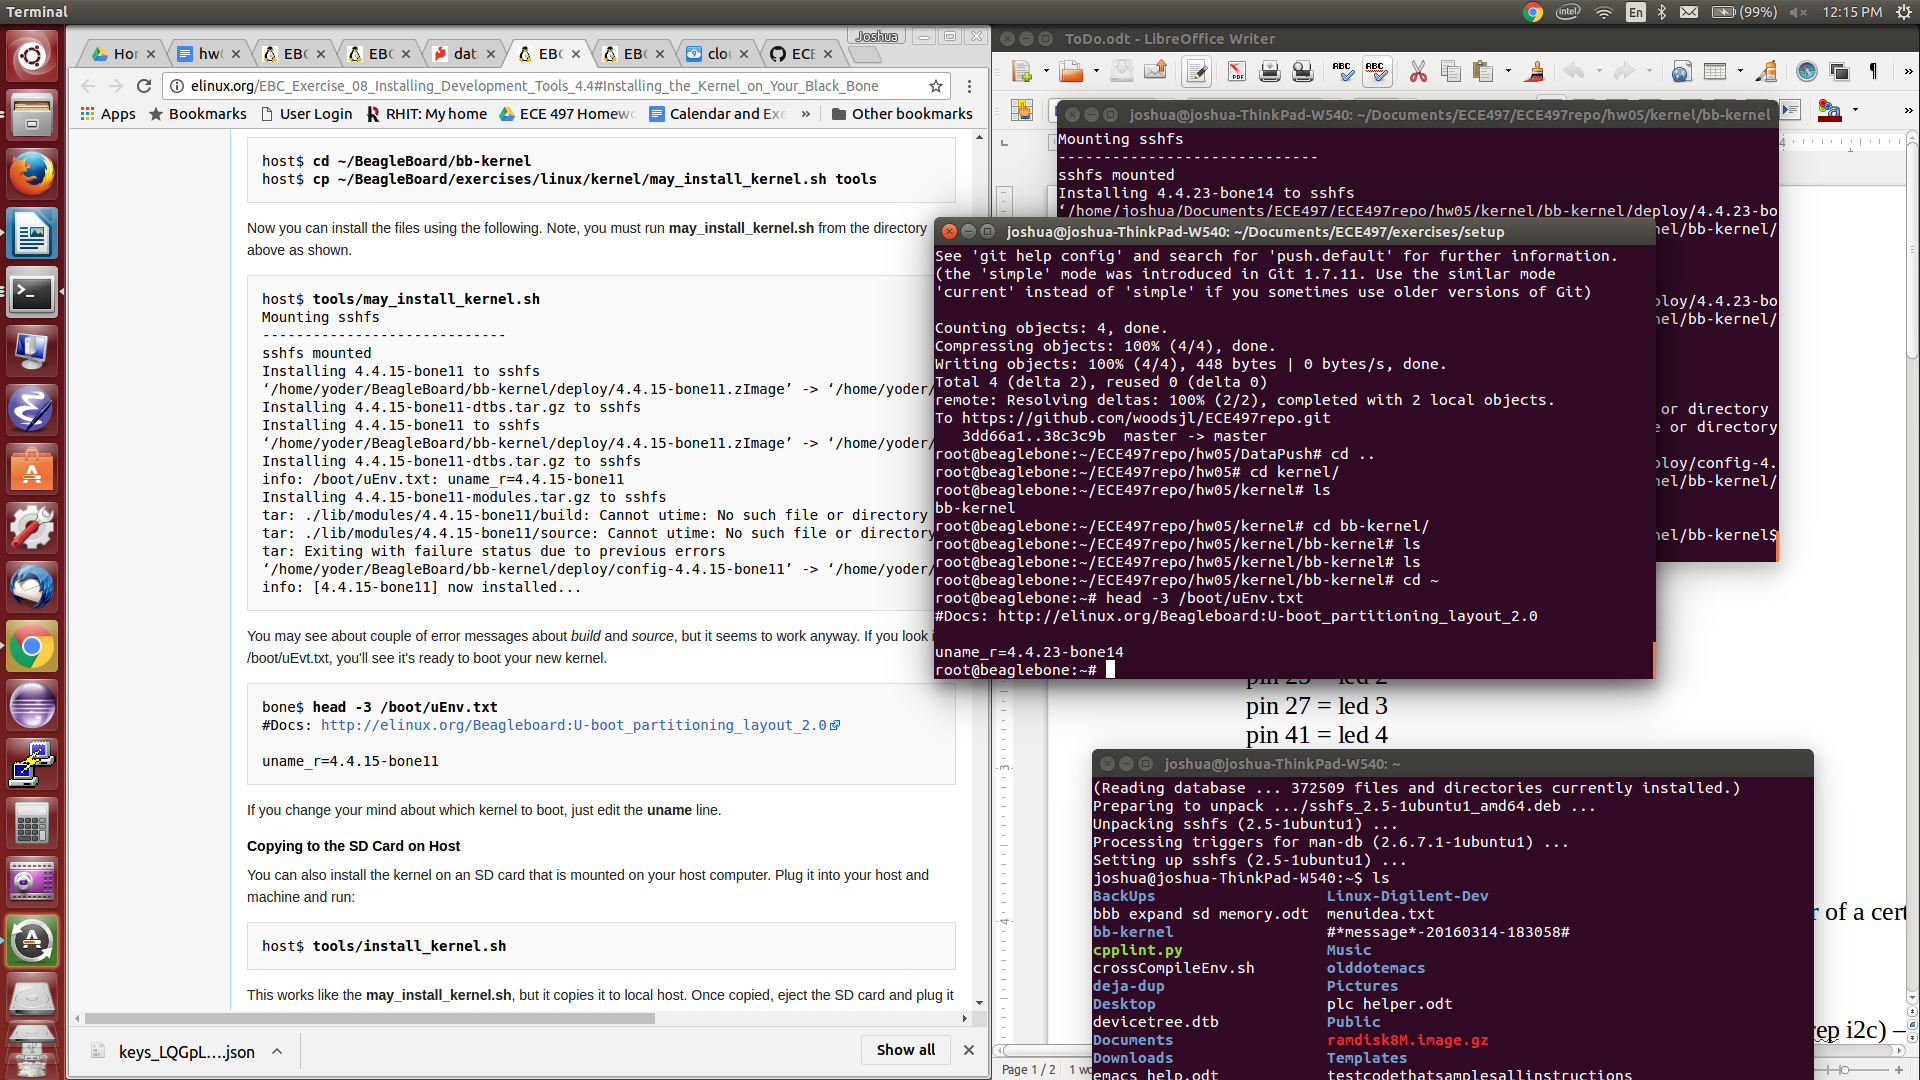 Terminal
En
(99%)
12:15 PM
Hor
hw
EBC
EBC
dat
EBC
EBC
clou
ECE
Joshua
elinux.org/EBC_Exercise_08_Installing_Development_Tools_4.4#Installing_the_Kernel_on_Your_Black_Bone
Apps
Bookmarks
User Login
RHIT: My home
ECE 497 Homew
Calendar and Exe
»
Other bookmarks
host$ cd ~/BeagleBoard/bb-kernel
host$ cp ~/BeagleBoard/exercises/linux/kernel/may_install_kernel.sh tools
Now you can install the files using the following. Note, you must run may_install_kernel.sh from the directory
above as shown.
host$ tools/may_install_kernel.sh
Mounting sshfs
-----------------------------
sshfs mounted
Installing 4.4.15-bone11 to sshfs
‘/home/yoder/BeagleBoard/bb-kernel/deploy/4.4.15-bone11.zImage’ -> ‘/home/yoder/
Installing 4.4.15-bone11-dtbs.tar.gz to sshfs
Installing 4.4.15-bone11 to sshfs
‘/home/yoder/BeagleBoard/bb-kernel/deploy/4.4.15-bone11.zImage’ -> ‘/home/yoder/
Installing 4.4.15-bone11-dtbs.tar.gz to sshfs
info: /boot/uEnv.txt: uname_r=4.4.15-bone11
Installing 4.4.15-bone11-modules.tar.gz to sshfs
tar: ./lib/modules/4.4.15-bone11/build: Cannot utime: No such file or directory
tar: ./lib/modules/4.4.15-bone11/source: Cannot utime: No such file or directory
tar: Exiting with failure status due to previous errors
‘/home/yoder/BeagleBoard/bb-kernel/deploy/config-4.4.15-bone11’ -> ‘/home/yoder/
info: [4.4.15-bone11] now installed...
You may see about couple of error messages about build and source, but it seems to work anyway. If you look i
/boot/uEvt.txt, you'll see it's ready to boot your new kernel.
bone$ head -3 /boot/uEnv.txt
#Docs: http://elinux.org/Beagleboard:U-boot_partitioning_layout_2.0
uname_r=4.4.15-bone11
If you change your mind about which kernel to boot, just edit the uname line.
Copying to the SD Card on Host
You can also install the kernel on an SD card that is mounted on your host computer. Plug it into your host and
machine and run:
host$ tools/install_kernel.sh
This works like the may_install_kernel.sh, but it copies it to local host. Once copied, eject the SD card and plug it
keys_LQGpL....json
Show all
ToDo.odt - LibreOffice Writer
joshua@joshua-ThinkPad-W540: ~/Documents/ECE497/ECE497repo/hw05/kernel/bb-kernel
Mounting sshfs
-----------------------------
sshfs mounted
Installing 4.4.23-bone14 to sshfs
‘/home/joshua/Documents/ECE497/ECE497repo/hw05/kernel/bb-kernel/deploy/4.4.23-bo
el/bb-kernel/
ploy/4.4.23-bo
el/bb-kernel/
or directory
e or directory
ploy/config-4.
el/bb-kernel/
el/bb-kernel$
joshua@joshua-ThinkPad-W540: ~/Documents/ECE497/exercises/setup
See 'git help config' and search for 'push.default' for further information.
(the 'simple' mode was introduced in Git 1.7.11. Use the similar mode
'current' instead of 'simple' if you sometimes use older versions of Git)
Counting objects: 4, done.
Compressing objects: 100% (4/4), done.
Writing objects: 100% (4/4), 448 bytes | 0 bytes/s, done.
Total 4 (delta 2), reused 0 (delta 0)
remote: Resolving deltas: 100% (2/2), completed with 2 local objects.
To https://github.com/woodsjl/ECE497repo.git
3dd66a1..38c3c9b  master -> master
root@beaglebone:~/ECE497repo/hw05/DataPush# cd ..
root@beaglebone:~/ECE497repo/hw05# cd kernel/
root@beaglebone:~/ECE497repo/hw05/kernel# ls
bb-kernel
root@beaglebone:~/ECE497repo/hw05/kernel# cd bb-kernel/
root@beaglebone:~/ECE497repo/hw05/kernel/bb-kernel# ls
root@beaglebone:~/ECE497repo/hw05/kernel/bb-kernel# ls
root@beaglebone:~/ECE497repo/hw05/kernel/bb-kernel# cd ~
root@beaglebone:~# head -3 /boot/uEnv.txt
#Docs: http://elinux.org/Beagleboard:U-boot_partitioning_layout_2.0
uname_r=4.4.23-bone14
root@beaglebone:~#
pin 27 = led 3
pin 41 = led 4
r of a cert
rep i2c) –
joshua@joshua-ThinkPad-W540: ~
(Reading database ... 372509 files and directories currently installed.)
Preparing to unpack .../sshfs_2.5-1ubuntu1_amd64.deb ...
Unpacking sshfs (2.5-1ubuntu1) ...
Processing triggers for man-db (2.6.7.1-1ubuntu1) ...
Setting up sshfs (2.5-1ubuntu1) ...
joshua@joshua-ThinkPad-W540:~$ ls
BackUps Linux-Digilent-Dev
bbb expand sd memory.odt menuidea.txt
bb-kernel #*message*-20160314-183058#
cpplint.py Music
crossCompileEnv.sh olddotemacs
deja-dup Pictures
Desktop plc helper.odt
devicetree.dtb Public
Documents ramdisk8M.image.gz
Downloads Templates
emacs help.odt testcodethatsamplesallinstructions
Page 1 / 2
1 wo